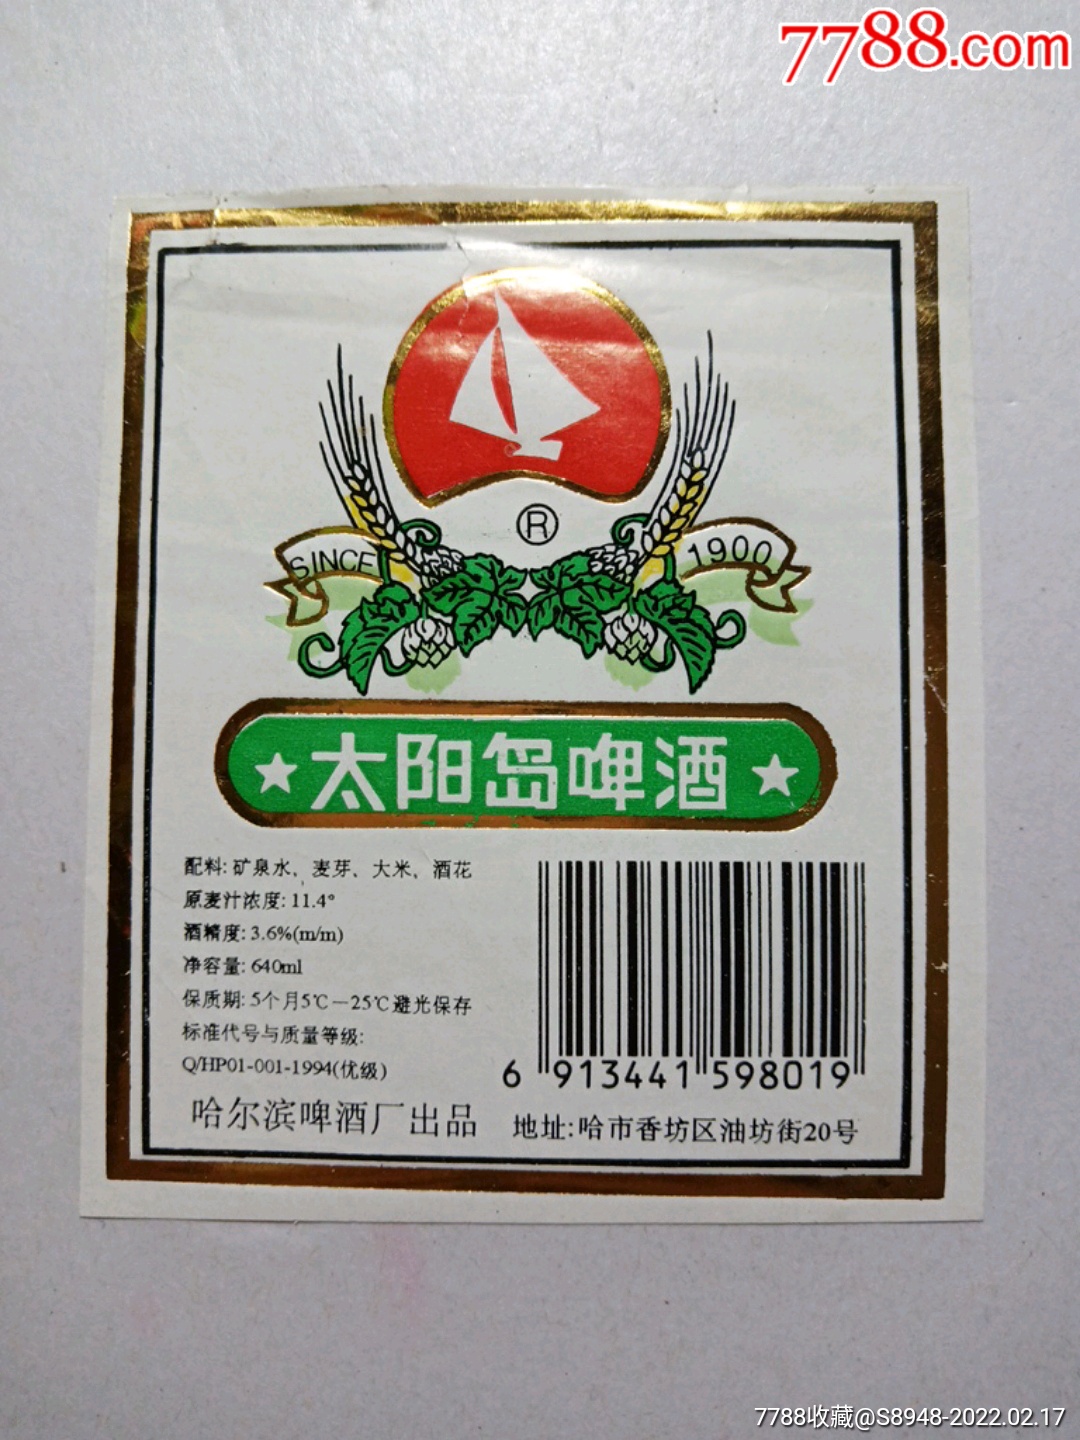 7788.com
®
SINCE 1900
★太阳岛啤酒★
配料: 矿泉水、麦芽、大米、酒花
原麦汁浓度: 11.4°
酒精度: 3.6%(m/m)
净容量: 640ml
保质期: 5个月5℃－25℃避光保存
标准代号与质量等级:
Q/HP01-001-1994(优级)
6 913441 598019
哈尔滨啤酒厂出品
地址:哈市香坊区油坊街20号
7788收藏@S8948-2022.02.17